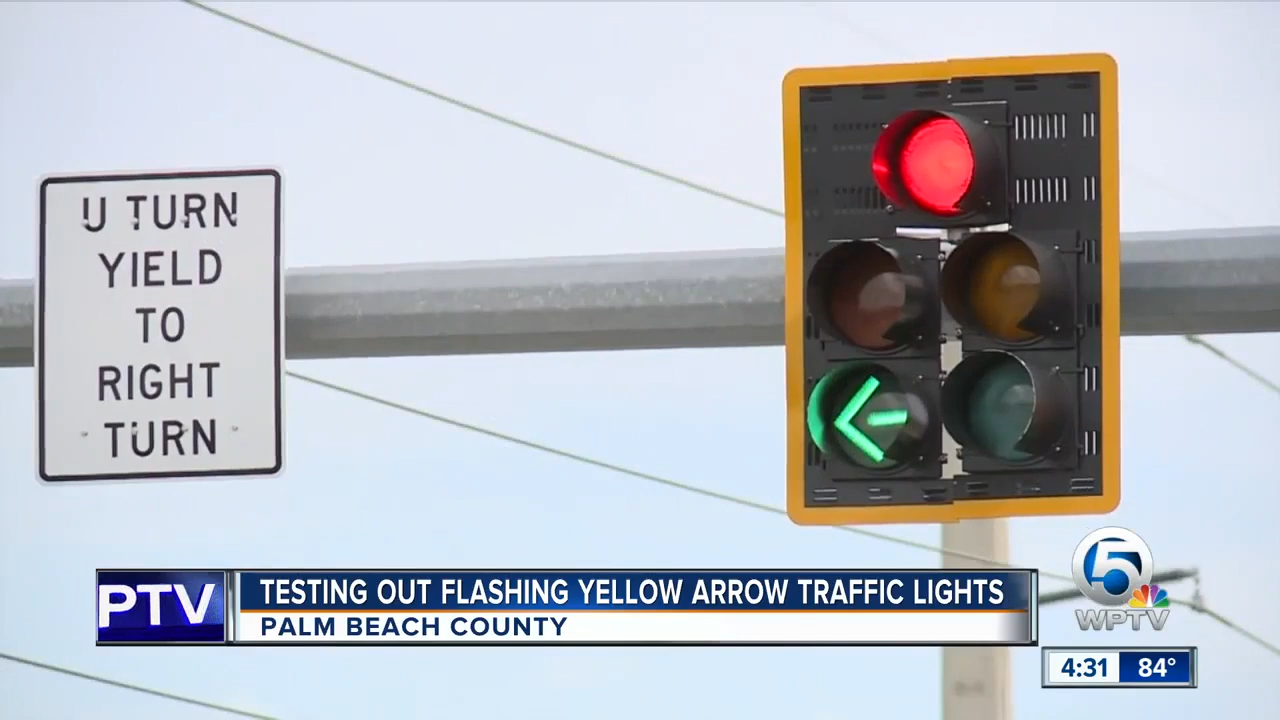 U TURN
YIELD
TO
RIGHT
TURN
PTV
TESTING OUT FLASHING YELLOW ARROW TRAFFIC LIGHTS
PALM BEACH COUNTY
5
WPTV
4:31 84°